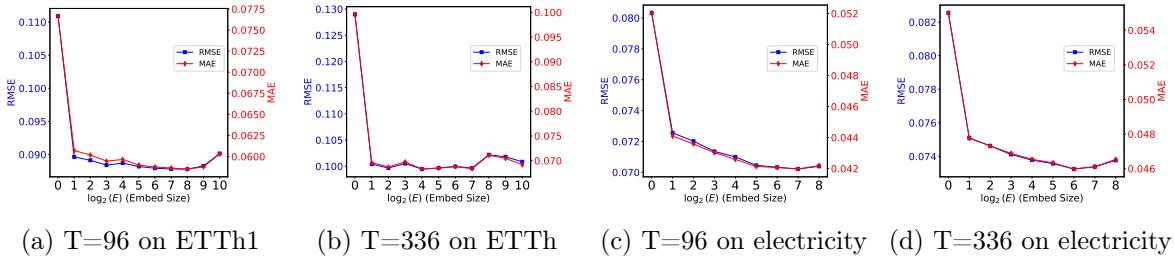 0.110
0.105
0.100
0.095
0.090
RMSE
0.0775
0.0750
0.0725
0.0700
0.0675
0.0650
0.0625
0.0600
MAE
RMSE
MAE
0 1 2 3 4 5 6 7 8 9 10
log₂ (E) (Embed Size)
(a) T=96 on ETTh1
0.130
0.125
0.120
0.115
0.110
0.105
0.100
RMSE
0.100
0.095
0.090
0.085
0.080
0.075
0.070
MAE
RMSE
MAE
0 1 2 3 4 5 6 7 8 9 10
log₂ (E) (Embed Size)
(b) T=336 on ETTh
0.080
0.078
0.076
0.074
0.072
0.070
RMSE
0.052
0.050
0.048
0.046
0.044
0.042
MAE
RMSE
MAE
0 1 2 3 4 5 6 7 8
log₂ (E) (Embed Size)
(c) T=96 on electricity
0.082
0.080
0.078
0.076
0.074
RMSE
0.054
0.052
0.050
0.048
0.046
MAE
RMSE
MAE
0 1 2 3 4 5 6 7 8
log₂ (E) (Embed Size)
(d) T=336 on electricity